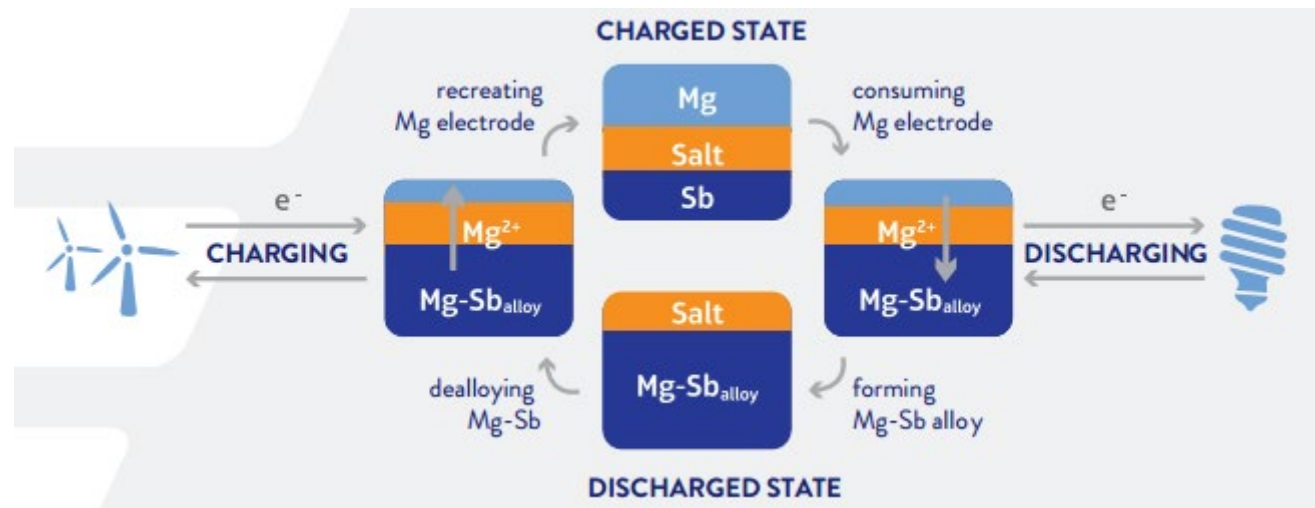 CHARGED STATE
recreating
Mg electrode
Mg
Salt
Sb
consuming
Mg electrode
e⁻
CHARGING
Mg²⁺
Mg-Sballoy
Mg²⁺
Mg-Sballoy
e⁻
DISCHARGING
Salt
Mg-Sballoy
dealloying
Mg-Sb
forming
Mg-Sb alloy
DISCHARGED STATE